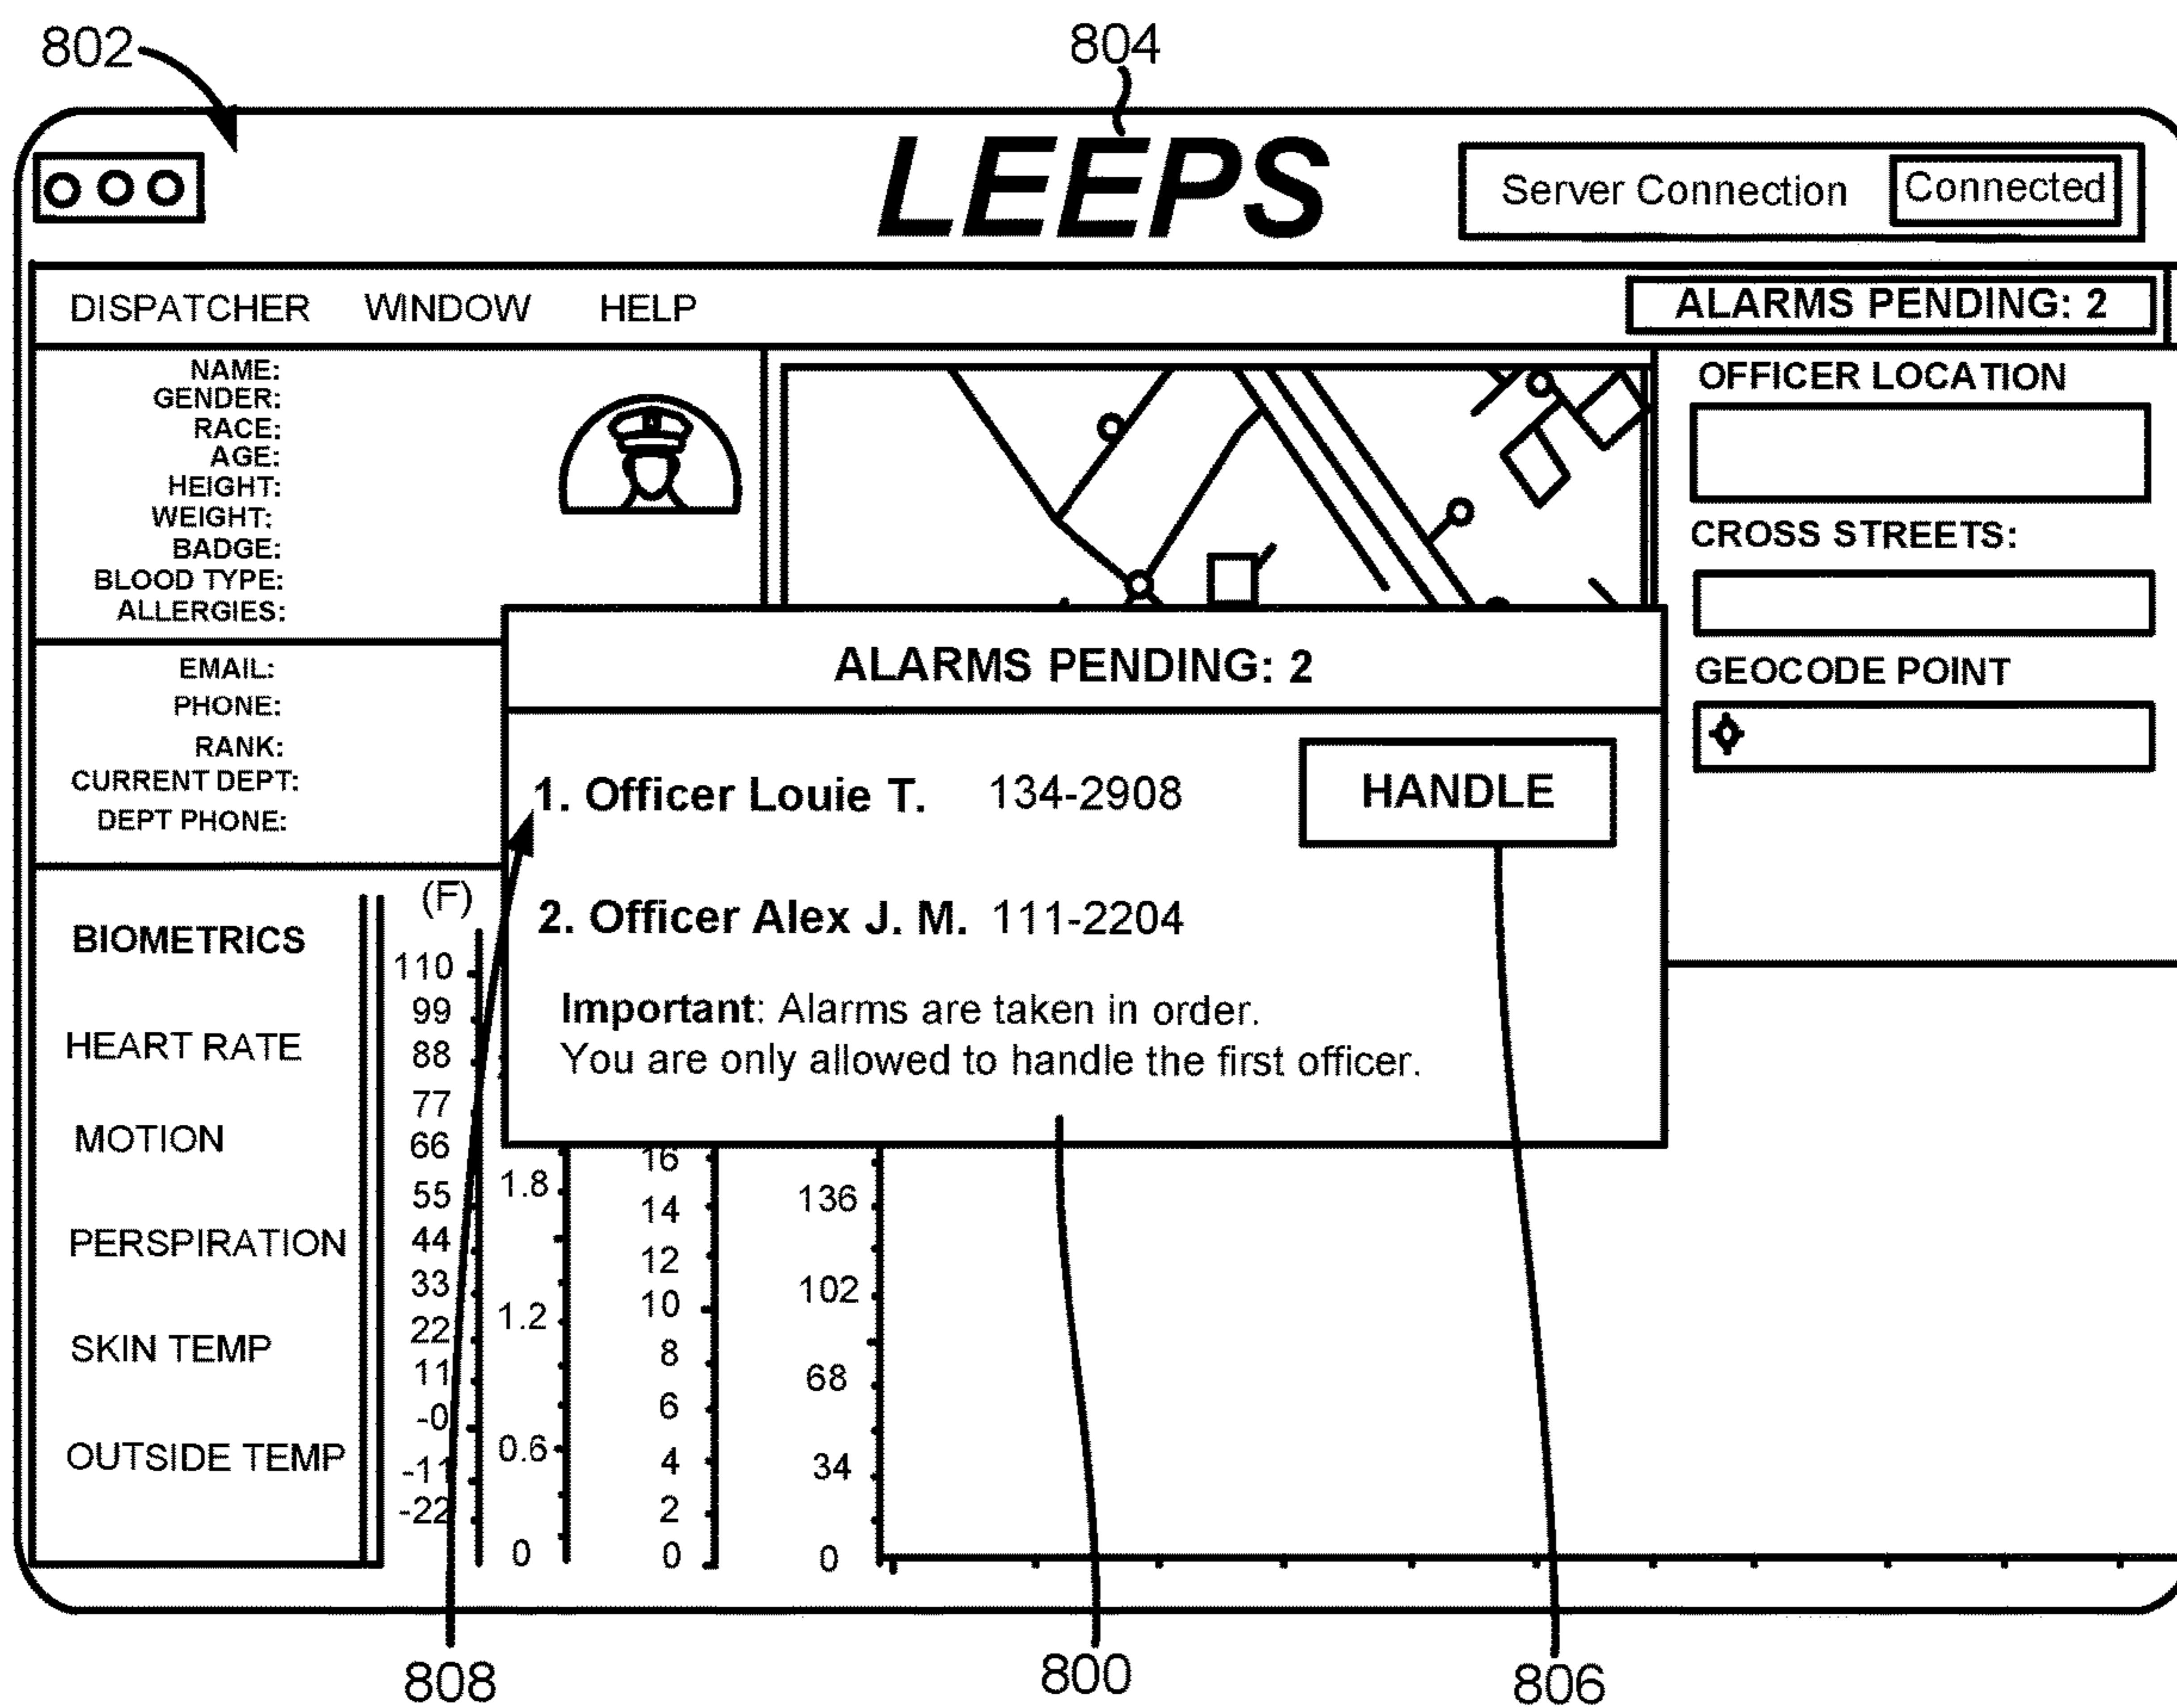 802
804
LEEPS
Server Connection Connected
DISPATCHER WINDOW HELP
ALARMS PENDING: 2
NAME:
GENDER:
RACE:
AGE:
HEIGHT:
WEIGHT:
BADGE:
BLOOD TYPE:
ALLERGIES:
OFFICER LOCATION
CROSS STREETS:
GEOCODE POINT
EMAIL:
PHONE:
RANK:
CURRENT DEPT:
DEPT PHONE:
ALARMS PENDING: 2
1. Officer Louie T. 134-2908
HANDLE
2. Officer Alex J. M. 111-2204
Important: Alarms are taken in order.
You are only allowed to handle the first officer.
BIOMETRICS
HEART RATE
MOTION
PERSPIRATION
SKIN TEMP
OUTSIDE TEMP
(F)
110
99
88
77
66
55
44
33
22
11
-0
-11
-22
1.8
1.2
0.6
0
16
14
12
10
8
6
4
2
0
136
102
68
34
0
808
800
806